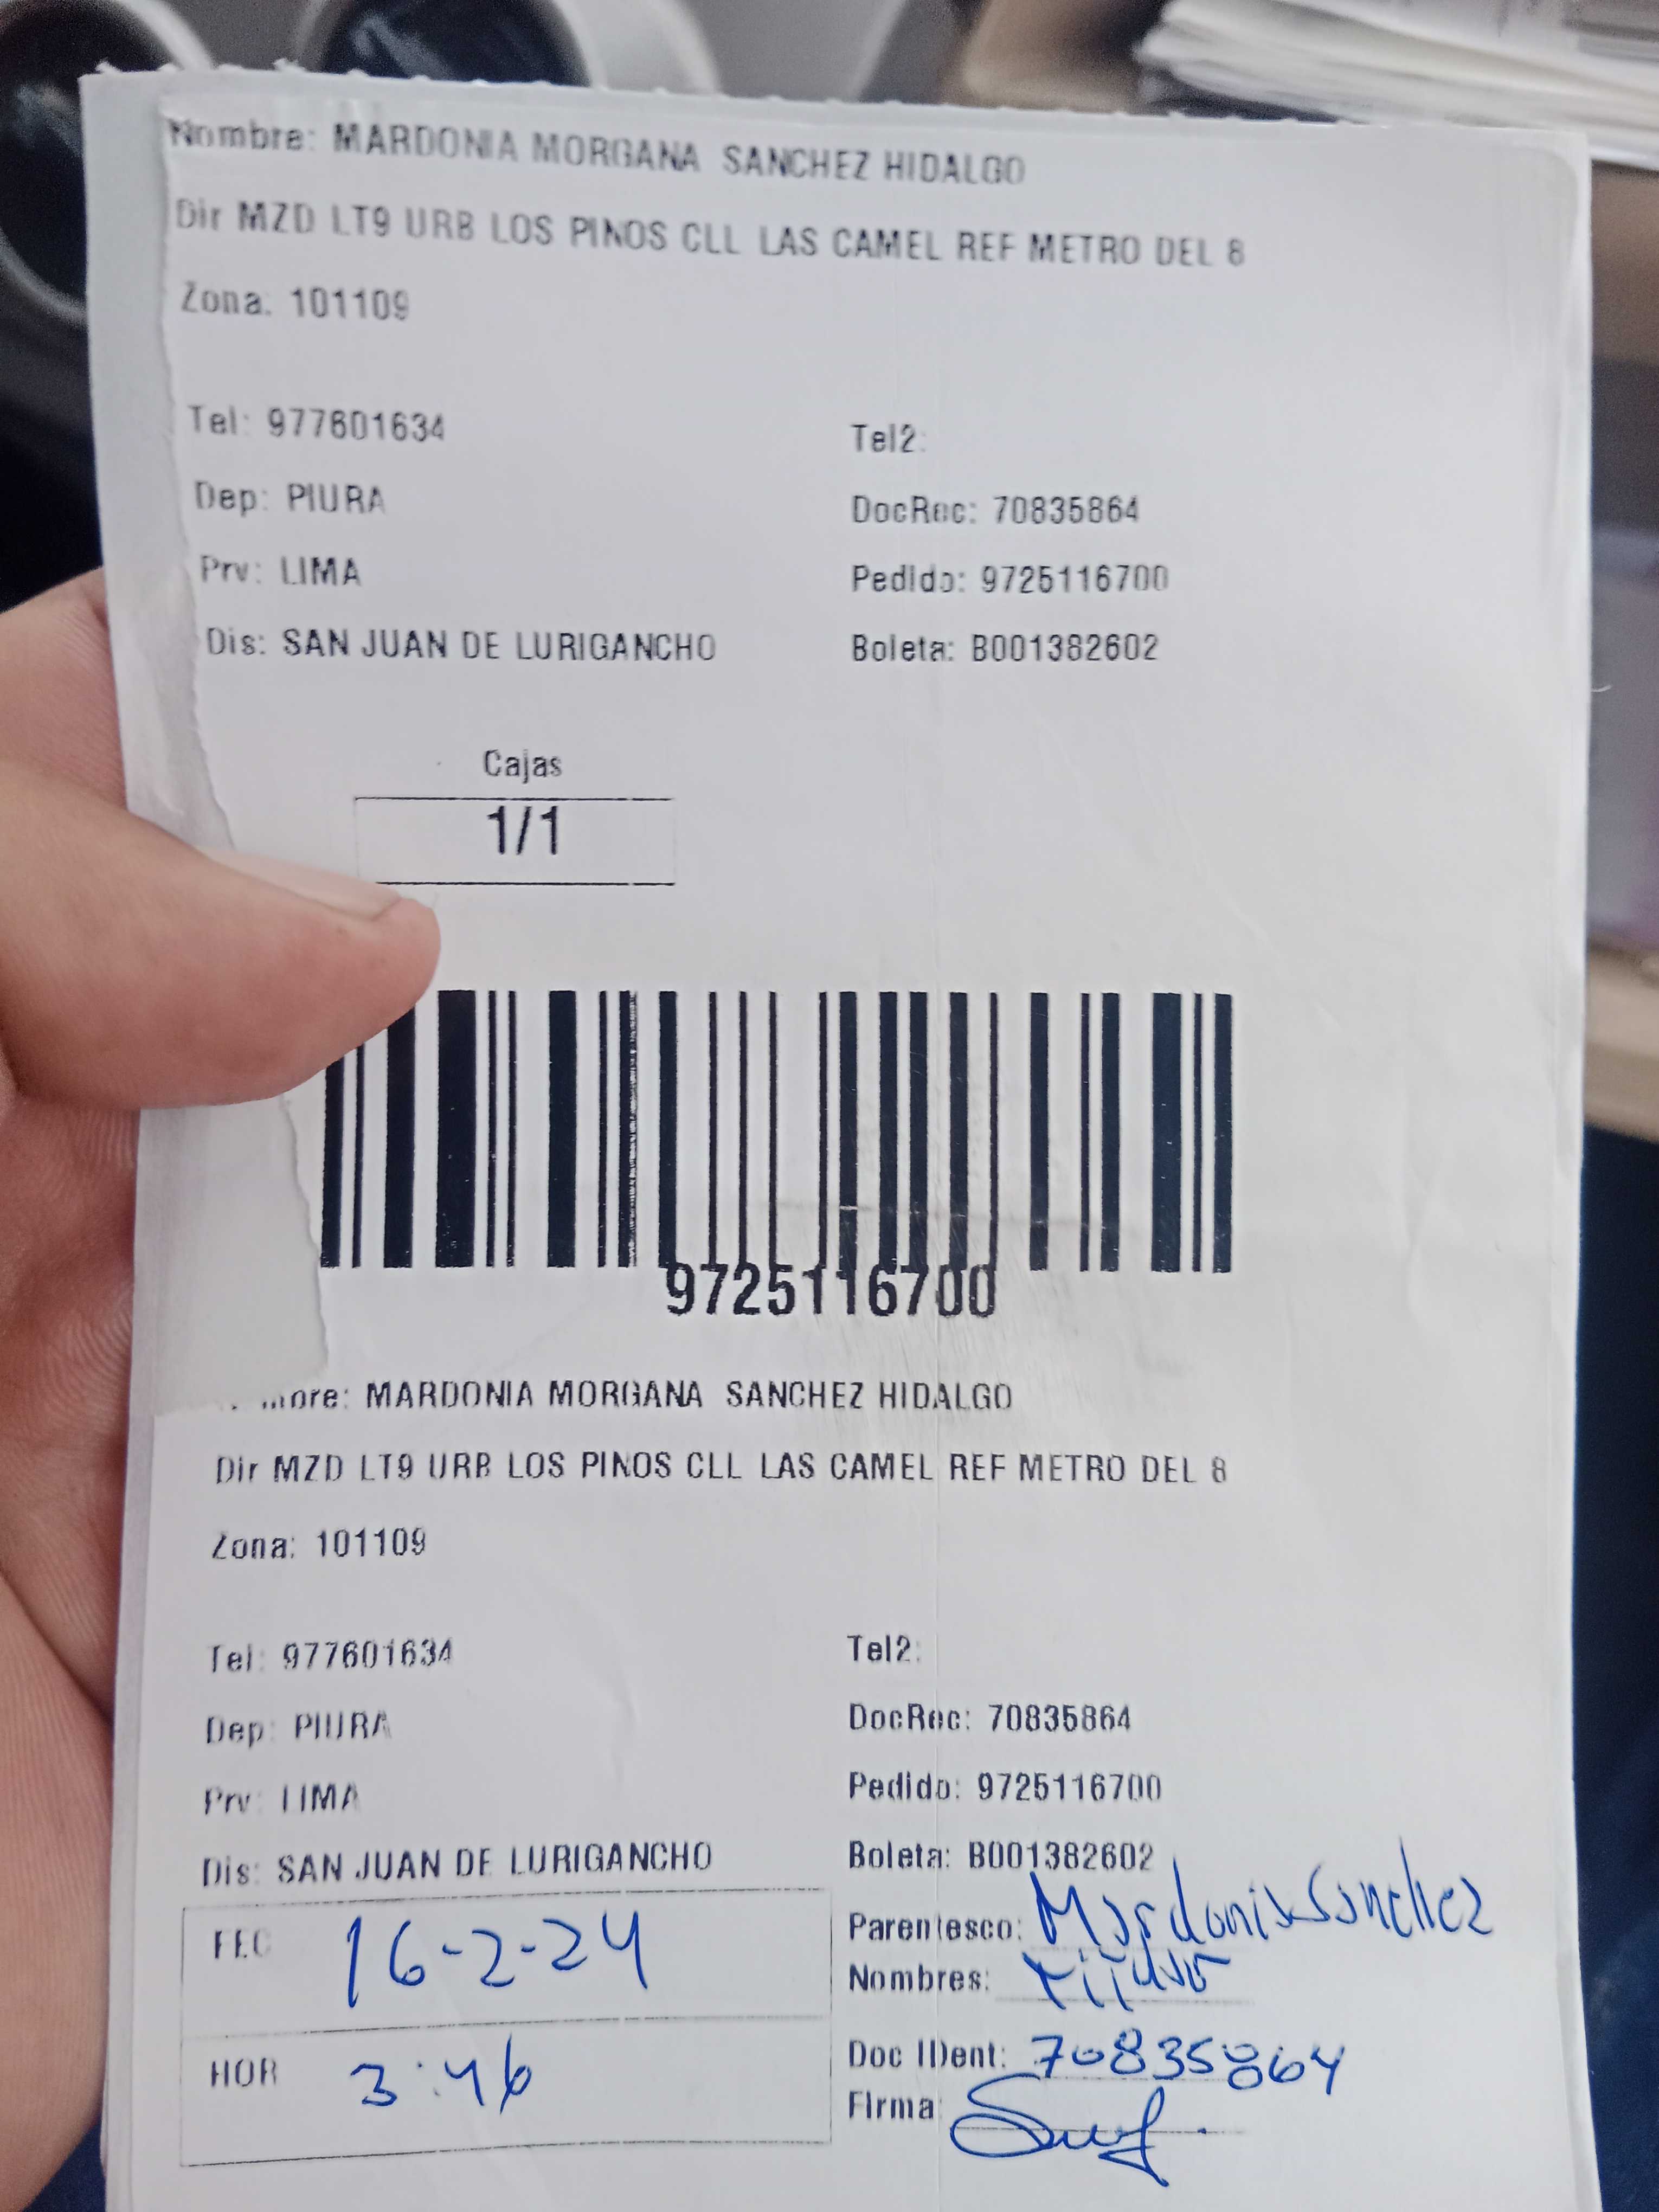 Nombre: MARDONIA MORGANA SANCHEZ HIDALGO
Dir MZD LT9 URB LOS PINOS CLL LAS CAMEL REF METRO DEL 8
Zona: 101109
Tel: 977601634 Tel2:
Dep: PIURA DocRec: 70835864
Prv: LIMA Pedido: 9725116700
Dis: SAN JUAN DE LURIGANCHO Boleta: B001382602
Cajas
1/1
9725116700
MARDONIA MORGANA SANCHEZ HIDALGO
Dir MZD LT9 URB LOS PINOS CLL LAS CAMEL REF METRO DEL 8
Zona: 101109
Tel: 977601634 Tel2:
Dep: PIURA DocRec: 70835864
Prv: LIMA Pedido: 9725116700
Dis: SAN JUAN DE LURIGANCHO Boleta: B001382602
FEC 16-2-24 Parentesco: Mardonia Sanchez
Nombres:
HOR 3:46 Doc IDent: 70835864
Firma: